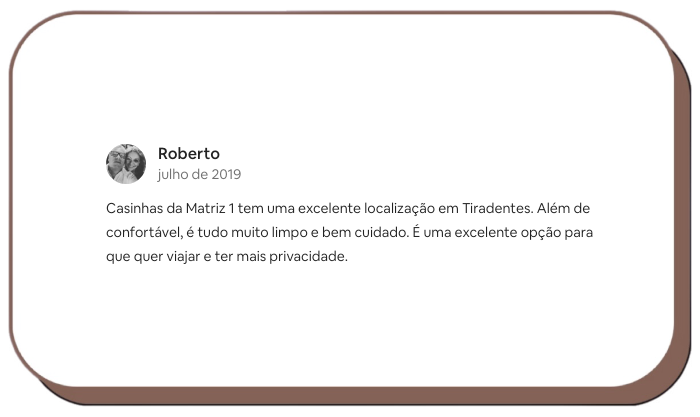 Roberto
julho de 2019
Casinhas da Matriz 1 tem uma excelente localização em Tiradentes. Além de
confortável, é tudo muito limpo e bem cuidado. É uma excelente opção para
que quer viajar e ter mais privacidade.